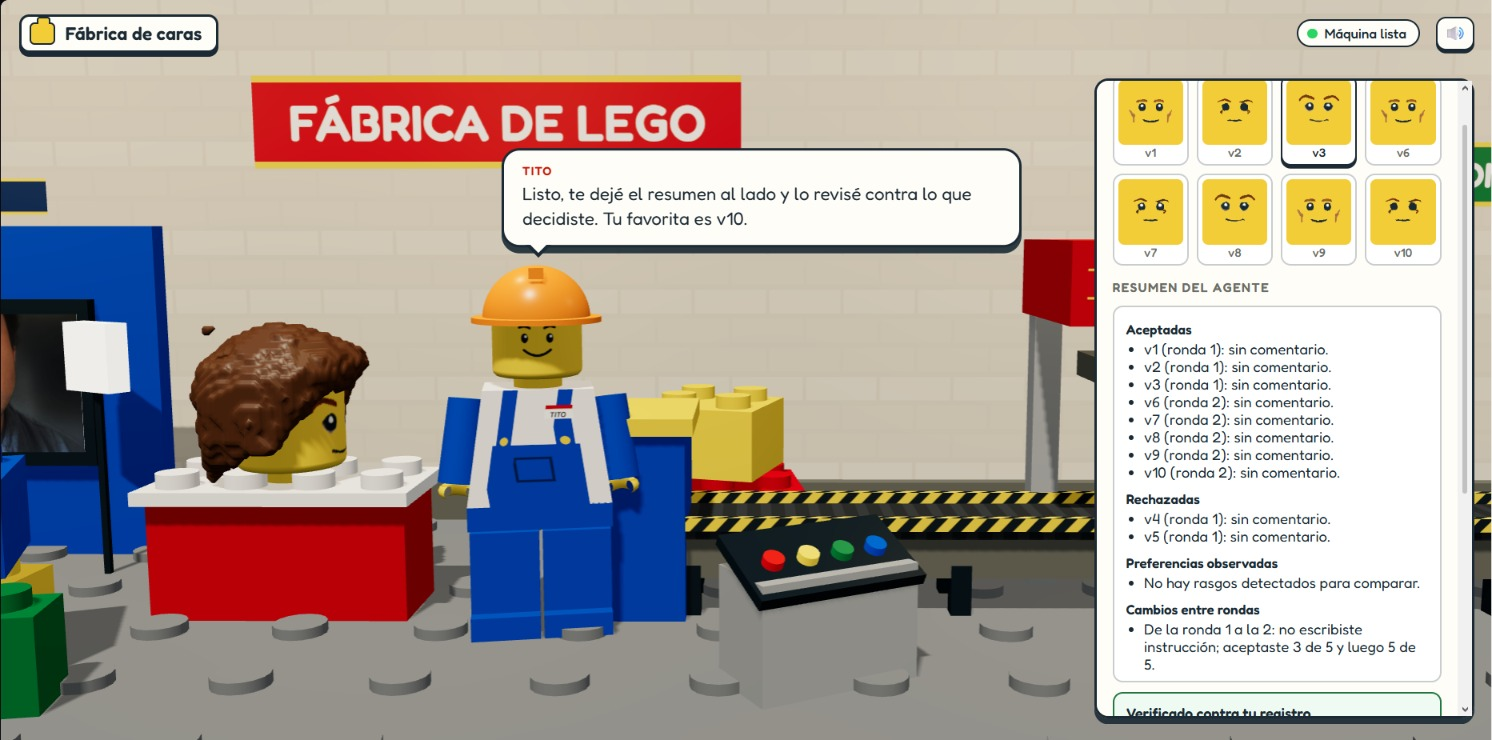 Fábrica de caras
Máquina lista
FÁBRICA DE LEGO
TITO
Listo, te dejé el resumen al lado y lo revisé contra lo que
decidiste. Tu favorita es v10.
TITO
v1
v2
v3
v6
v7
v8
v9
v10
RESUMEN DEL AGENTE
Aceptadas
• v1 (ronda 1): sin comentario.
• v2 (ronda 1): sin comentario.
• v3 (ronda 1): sin comentario.
• v6 (ronda 2): sin comentario.
• v7 (ronda 2): sin comentario.
• v8 (ronda 2): sin comentario.
• v9 (ronda 2): sin comentario.
• v10 (ronda 2): sin comentario.
Rechazadas
• v4 (ronda 1): sin comentario.
• v5 (ronda 1): sin comentario.
Preferencias observadas
• No hay rasgos detectados para comparar.
Cambios entre rondas
• De la ronda 1 a la 2: no escribiste
instrucción; aceptaste 3 de 5 y luego 5 de
5.
Verificado contra tu registro